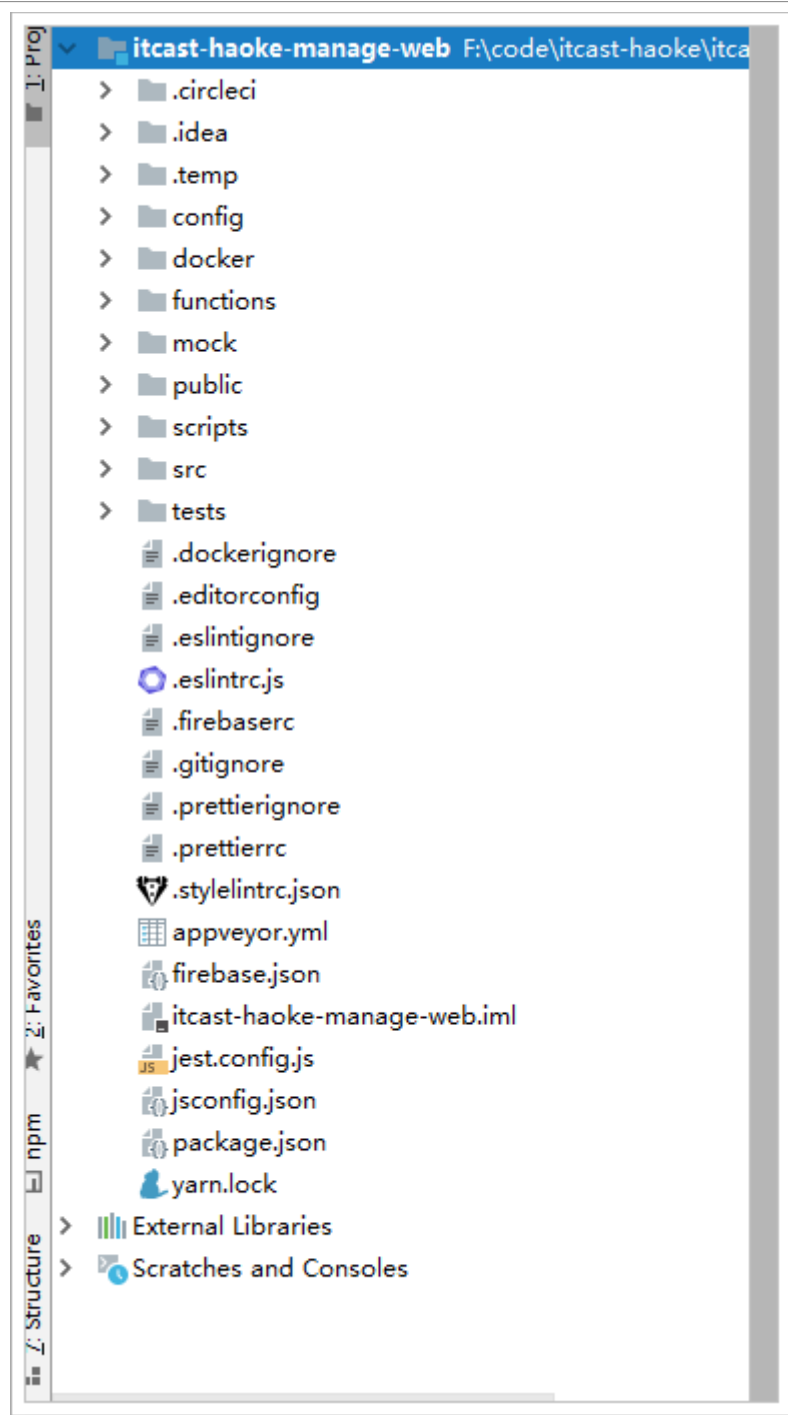 1: Proj
itcast-haoke-manage-web F:\code\itcast-haoke\itca
.circleci
.idea
.temp
config
docker
functions
mock
public
scripts
src
tests
.dockerignore
.editorconfig
.eslintignore
.eslintrc.js
.firebaserc
.gitignore
.prettierignore
.prettierrc
.stylelintrc.json
appveyor.yml
firebase.json
itcast-haoke-manage-web.iml
jest.config.js
jsconfig.json
package.json
yarn.lock
External Libraries
Scratches and Consoles
2: Favorites
npm
7: Structure